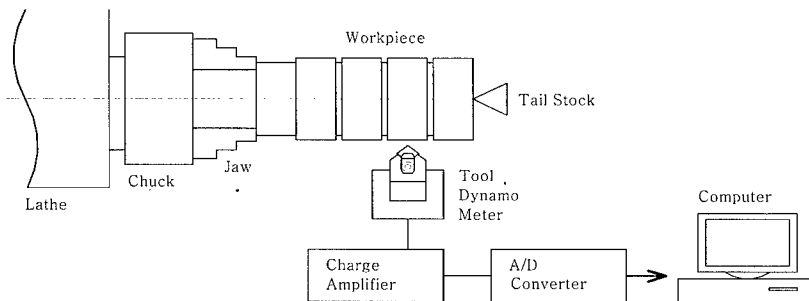 Workpiece
Tail Stock
Jaw
Chuck
Lathe
Tool
Dynamo
Meter
Computer
Charge
Amplifier
A/D
Converter